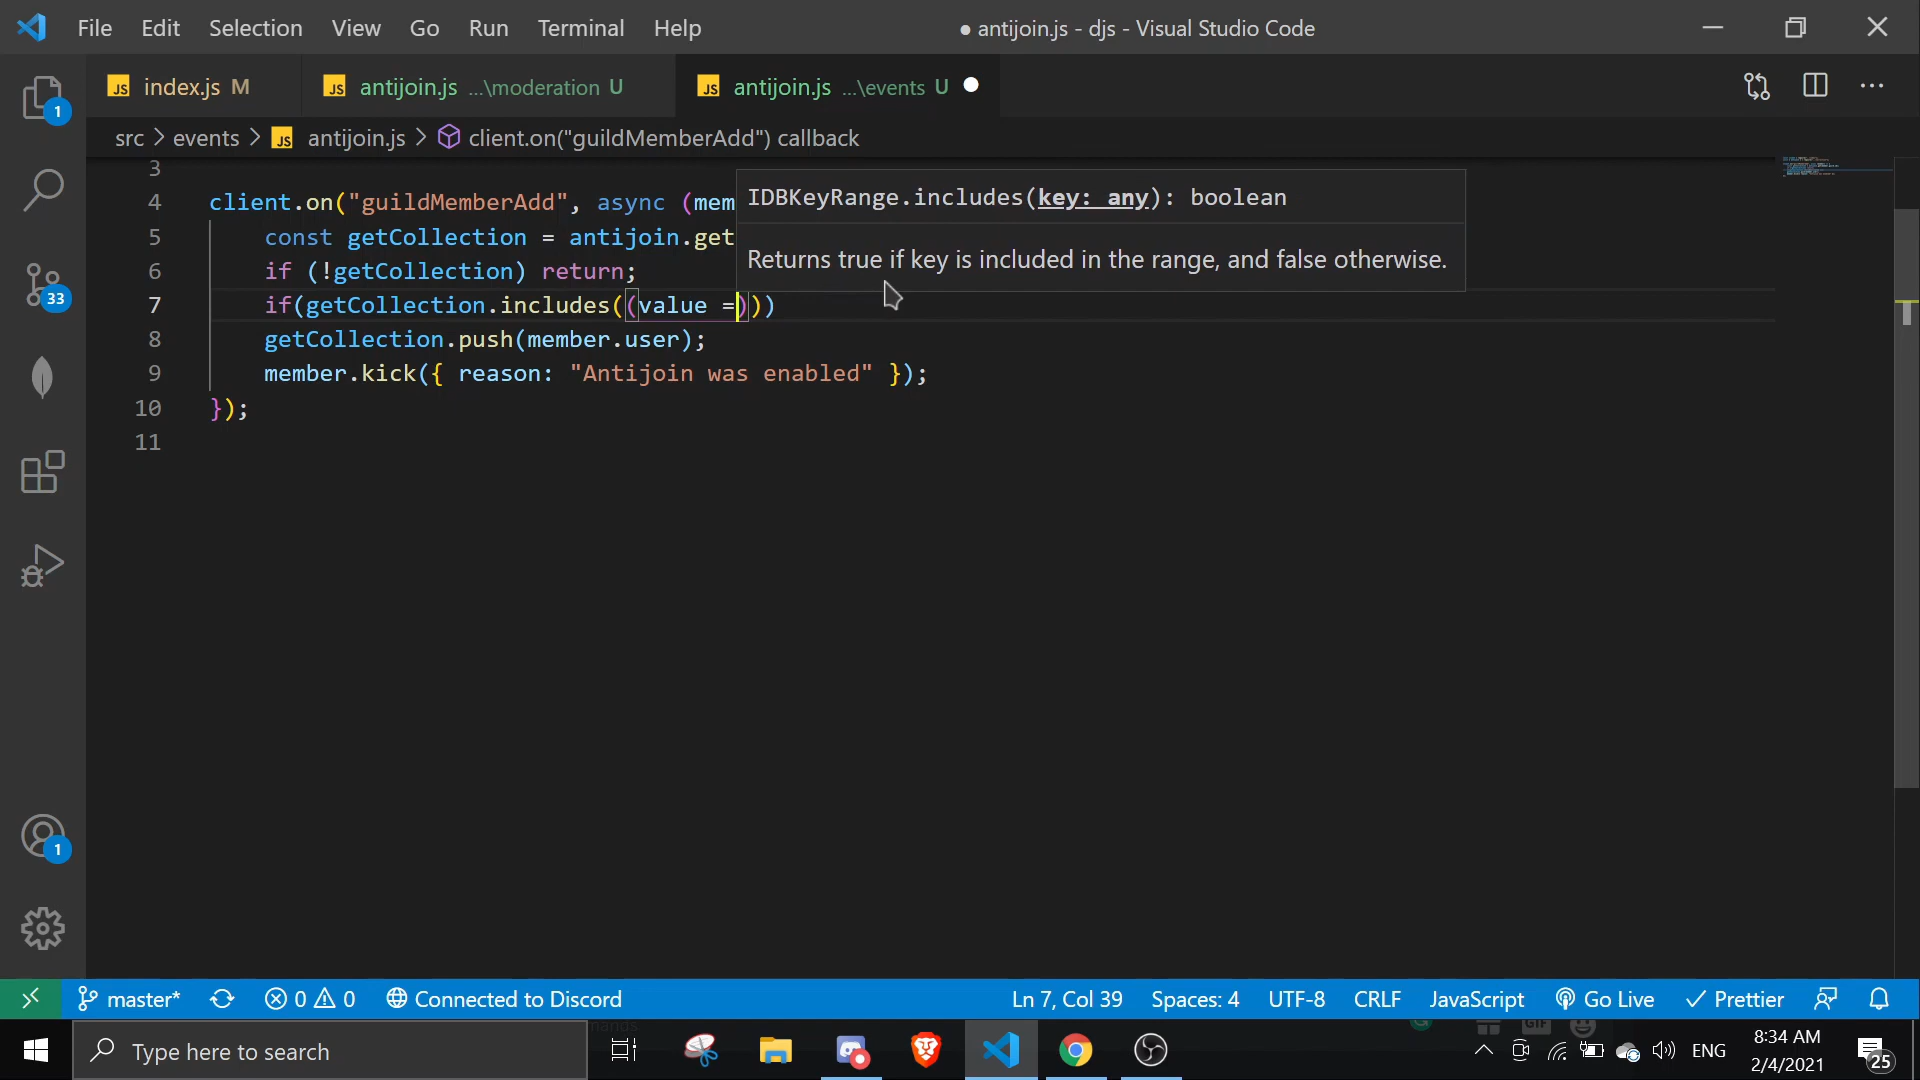 File Edit Selection View Go Run Terminal Help
● antijoin.js - djs - Visual Studio Code
1
33
1
JS index.js M
JS antijoin.js ...\moderation U
JS antijoin.js ...\events U ●
src > events > JS antijoin.js > client.on("guildMemberAdd") callback
3
4 client.on("guildMemberAdd", async (mem
IDBKeyRange.includes(key: any): boolean
5 const getCollection = antijoin.get
Returns true if key is included in the range, and false otherwise.
6 if (!getCollection) return;
7 if(getCollection.includes((value =)))
8 getCollection.push(member.user);
9 member.kick({ reason: "Antijoin was enabled" });
10 });
11
master* 0 0 Connected to Discord Ln 7, Col 39 Spaces: 4 UTF-8 CRLF JavaScript Go Live Prettier
Type here to search
GIF
ENG
8:34 AM
2/4/2021
25